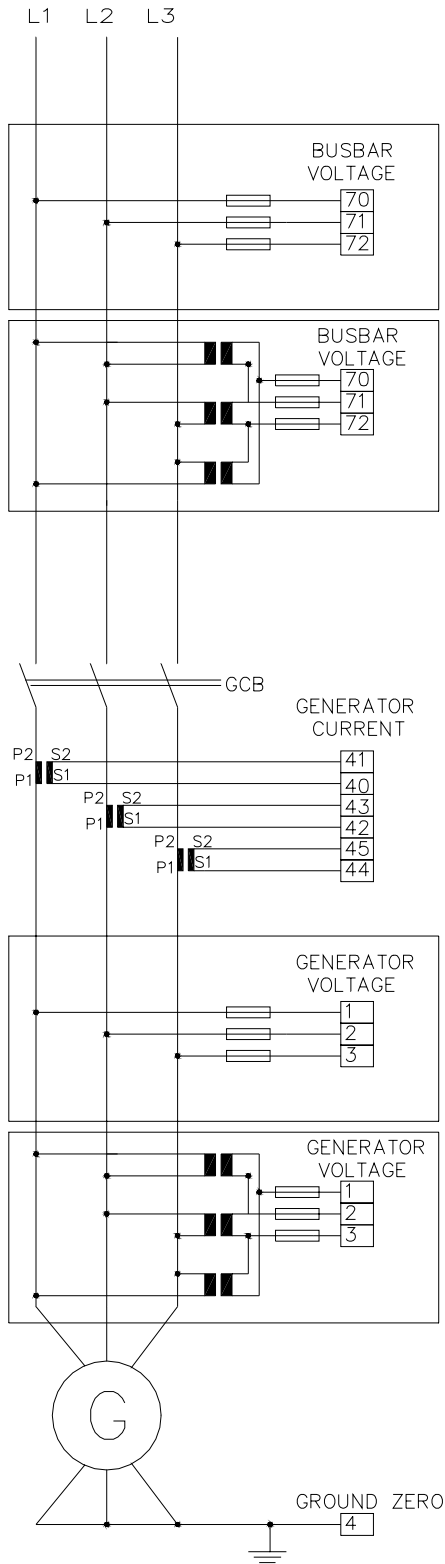 L1 L2 L3
BUSBAR
VOLTAGE
70
71
72
BUSBAR
VOLTAGE
70
71
72
GCB
GENERATOR
CURRENT
P2 S2 41
P1 S1 40
P2 S2 43
P1 S1 42
P2 S2 45
P1 S1 44
GENERATOR
VOLTAGE
1
2
3
GENERATOR
VOLTAGE
1
2
3
G
GROUND ZERO
4